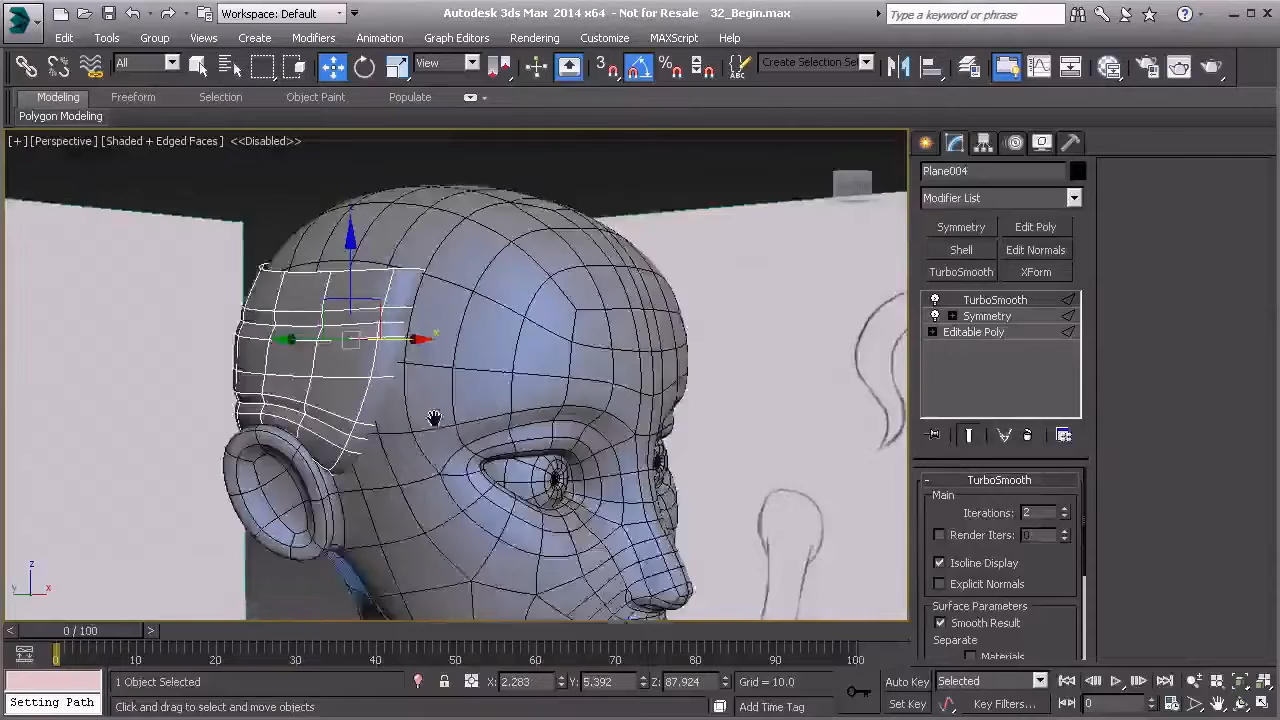 Workspace: Default
Autodesk 3ds Max 2014 x64 - Not for Resale 32_Begin.max
Type a keyword or phrase
Edit Tools Group Views Create Modifiers Animation Graph Editors Rendering Customize MAXScript Help
All View Create Selection Se
Modeling Freeform Selection Object Paint Populate
Polygon Modeling
[+] [Perspective] [Shaded + Edged Faces] <<Disabled>>
Plane004
Modifier List
Symmetry Edit Poly
Shell Edit Normals
TurboSmooth XForm
TurboSmooth
Symmetry
Editable Poly
- TurboSmooth
Main
Iterations: 2
Render Iters: 0
Isoline Display
Explicit Normals
Surface Parameters
Smooth Result
Separate
Materials
z
y x
< 0 / 100 >
0 10 20 30 40 50 60 70 80 90 100
1 Object Selected X: 2.283 Y: 5.392 Z: 87.924 Grid = 10.0 Auto Key Selected
Setting Path Click and drag to select and move objects Add Time Tag Set Key Key Filters... 0